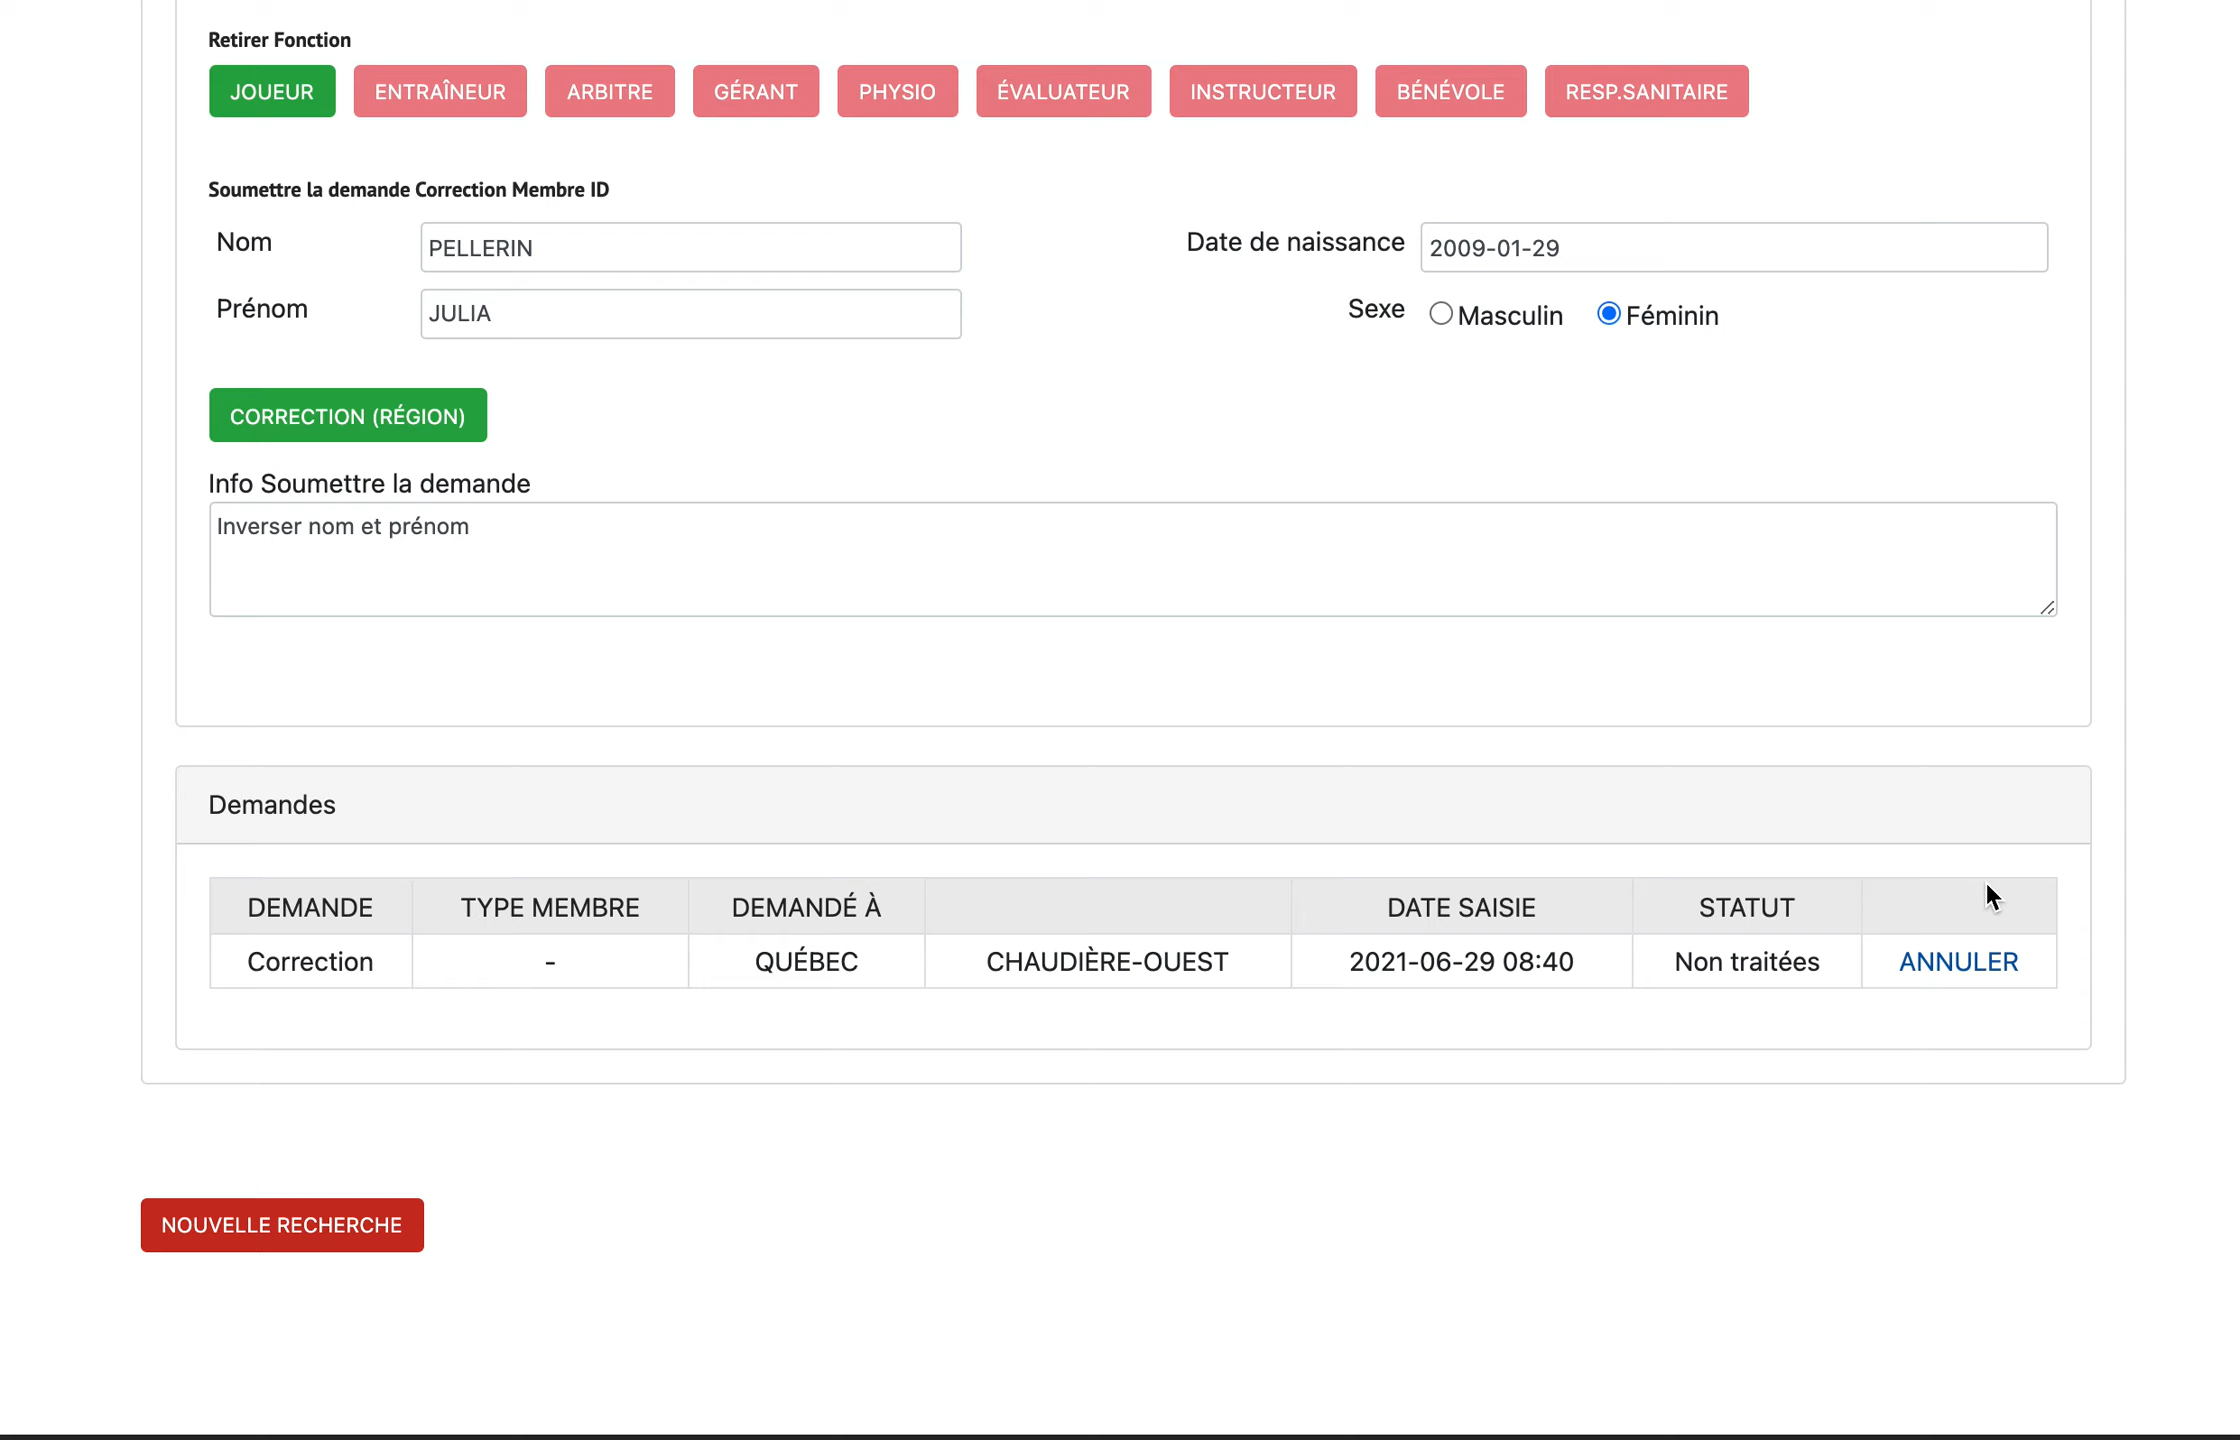 Retirer Fonction
JOUEUR ENTRAÎNEUR ARBITRE GÉRANT PHYSIO ÉVALUATEUR INSTRUCTEUR BÉNÉVOLE RESP.SANITAIRE
Soumettre la demande Correction Membre ID
Nom PELLERIN Date de naissance 2009-01-29
Prénom JULIA Sexe Masculin Féminin
CORRECTION (RÉGION)
Info Soumettre la demande
Inverser nom et prénom
Demandes
DEMANDE TYPE MEMBRE DEMANDÉ À DATE SAISIE STATUT
Correction - QUÉBEC CHAUDIÈRE-OUEST 2021-06-29 08:40 Non traitées ANNULER
NOUVELLE RECHERCHE